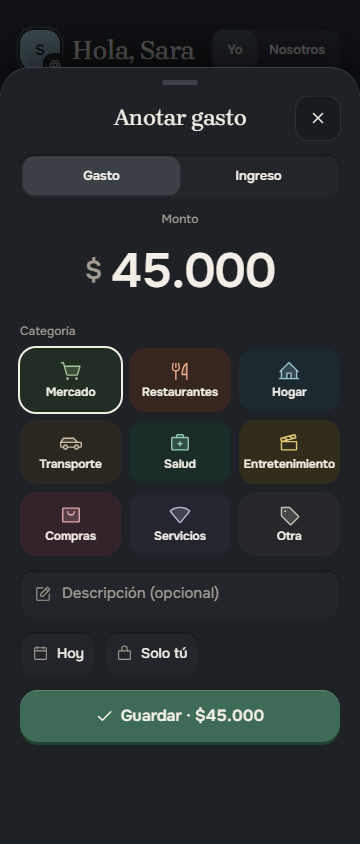 S Hola, Sara Yo Nosotros
Anotar gasto
Gasto Ingreso
Monto
$ 45.000
Categoría
Mercado Restaurantes Hogar
Transporte Salud Entretenimiento
Compras Servicios Otra
Descripción (opcional)
Hoy Solo tú
Guardar · $45.000